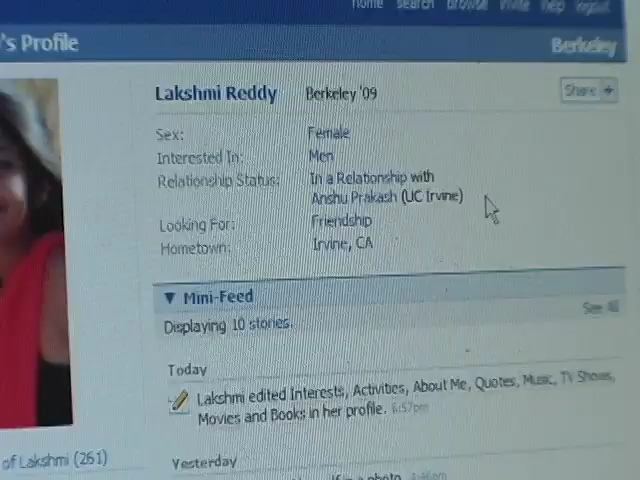 home search browse invite help logout
's Profile
Berkeley
Lakshmi Reddy Berkeley '09
Share +
Sex: Female
Interested In: Men
Relationship Status: In a Relationship with
Anshu Prakash (UC Irvine)
Looking For: Friendship
Hometown: Irvine, CA
▼ Mini-Feed
Displaying 10 stories.
See All
Today
Lakshmi edited Interests, Activities, About Me, Quotes, Music, TV Shows,
Movies and Books in her profile. 6:57pm
of Lakshmi (261)
Yesterday
a photo.